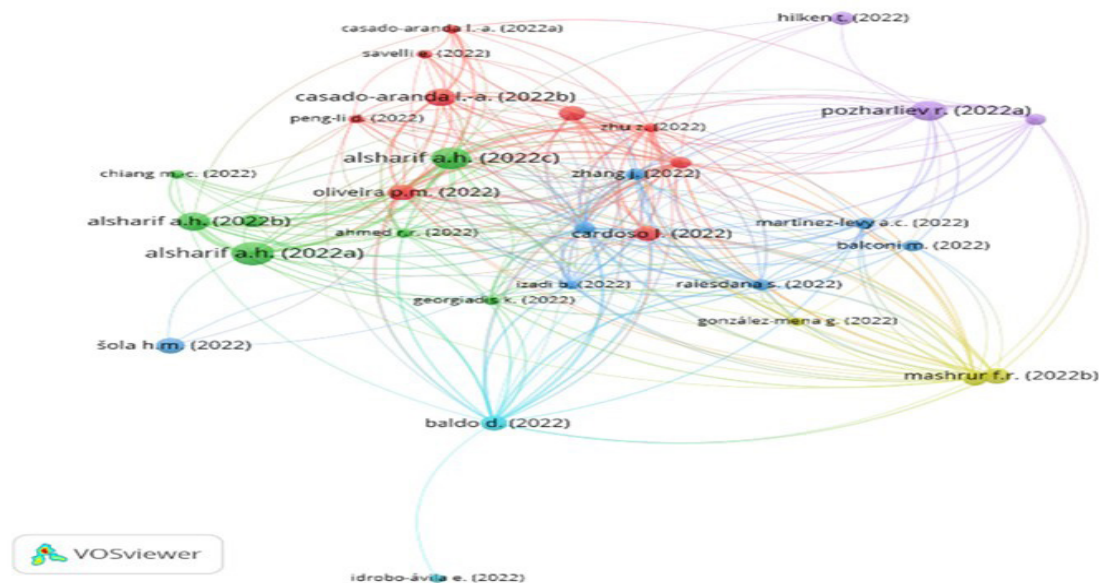 hilken t. (2022)
casado-aranda l.-a. (2022a)
savelli e. (2022)
casado-aranda l.-a. (2022b)
pozharliev r. (2022a)
peng-li d. (2022)
zhu z. (2022)
alsharif a.h. (2022c)
chiang m.-c. (2022)
zhang j. (2022)
oliveira p.m. (2022)
alsharif a.h. (2022b)
martinez-levy a.c. (2022)
ahmed r.r. (2022)
cardoso l. (2022)
balconi m. (2022)
alsharif a.h. (2022a)
izadi b. (2022)
raiesdana s. (2022)
georgiadis k. (2022)
gonzález-mena g. (2022)
šola h.m. (2022)
mashrur f.r. (2022b)
baldo d. (2022)
VOSviewer
idrobo-ávila e. (2022)